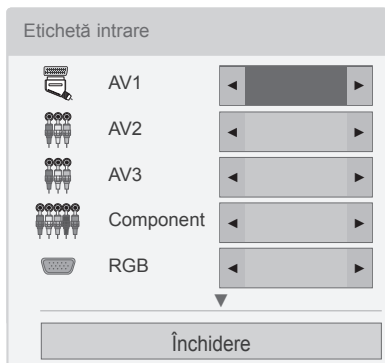 Etichetă intrare
AV1
AV2
AV3
Component
RGB
Închidere